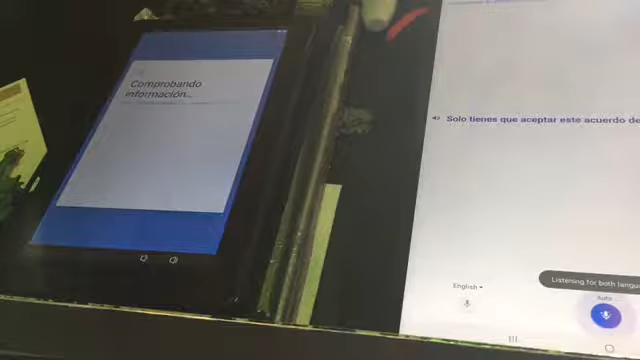 Comprobando
información...
Solo tienes que aceptar este acuerdo de
English
Listening for both langu
Auto